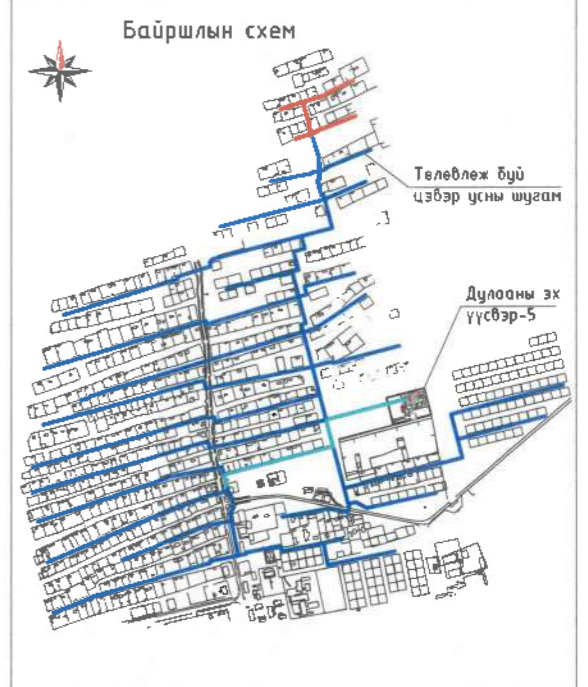 Байршлын схем
Төлөвлөж буй
цэвэр усны шугам
Дулааны эх
үүсвэр-5